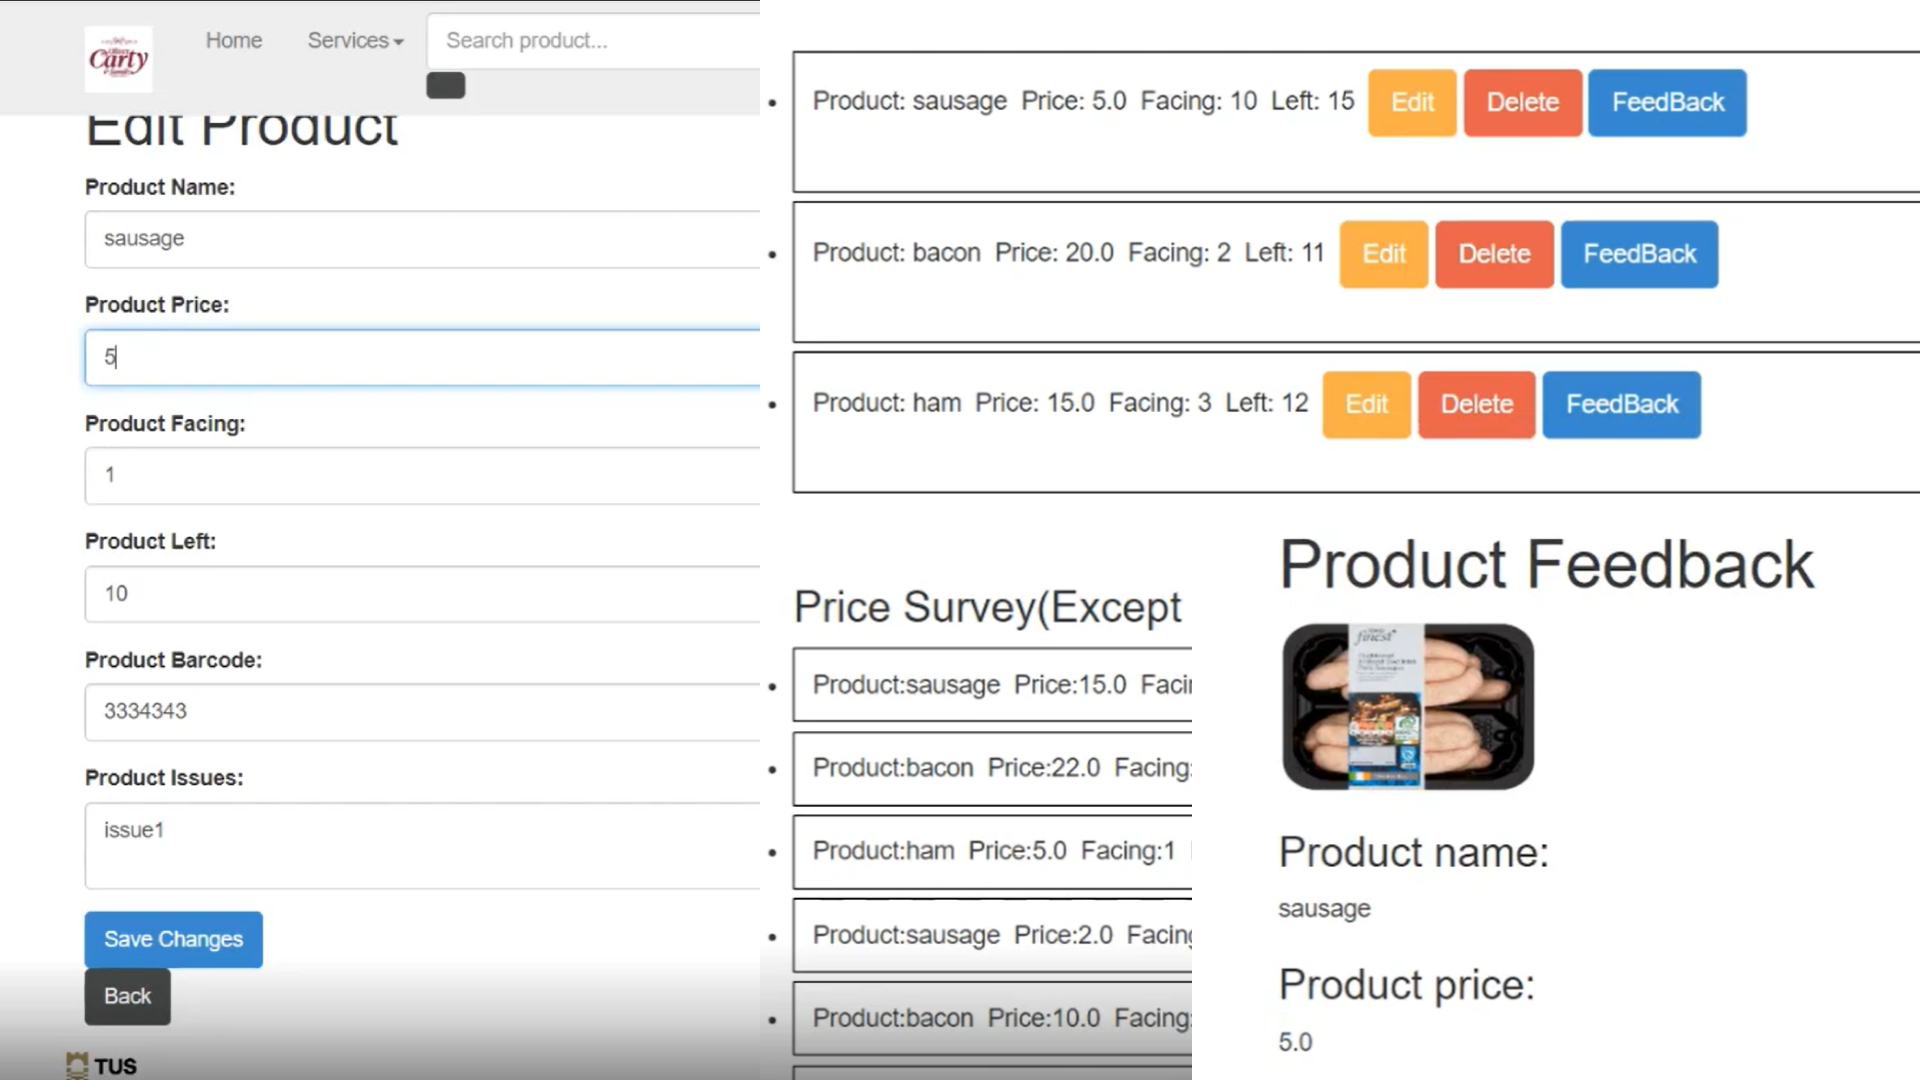 Carty
Home
Services
Search product...
Edit Product
Product Name:
sausage
Product Price:
5
Product Facing:
1
Product Left:
10
Product Barcode:
3334343
Product Issues:
issue1
Save Changes
Back
TUS
Product: sausage Price: 5.0 Facing: 10 Left: 15 Edit Delete FeedBack
Product: bacon Price: 20.0 Facing: 2 Left: 11 Edit Delete FeedBack
Product: ham Price: 15.0 Facing: 3 Left: 12 Edit Delete FeedBack
Price Survey(Except
Product:sausage Price:15.0 Faci
Product:bacon Price:22.0 Facing:
Product:ham Price:5.0 Facing:1
Product:sausage Price:2.0 Facing
Product:bacon Price:10.0 Facing:
Product Feedback
finest
Product name:
sausage
Product price:
5.0